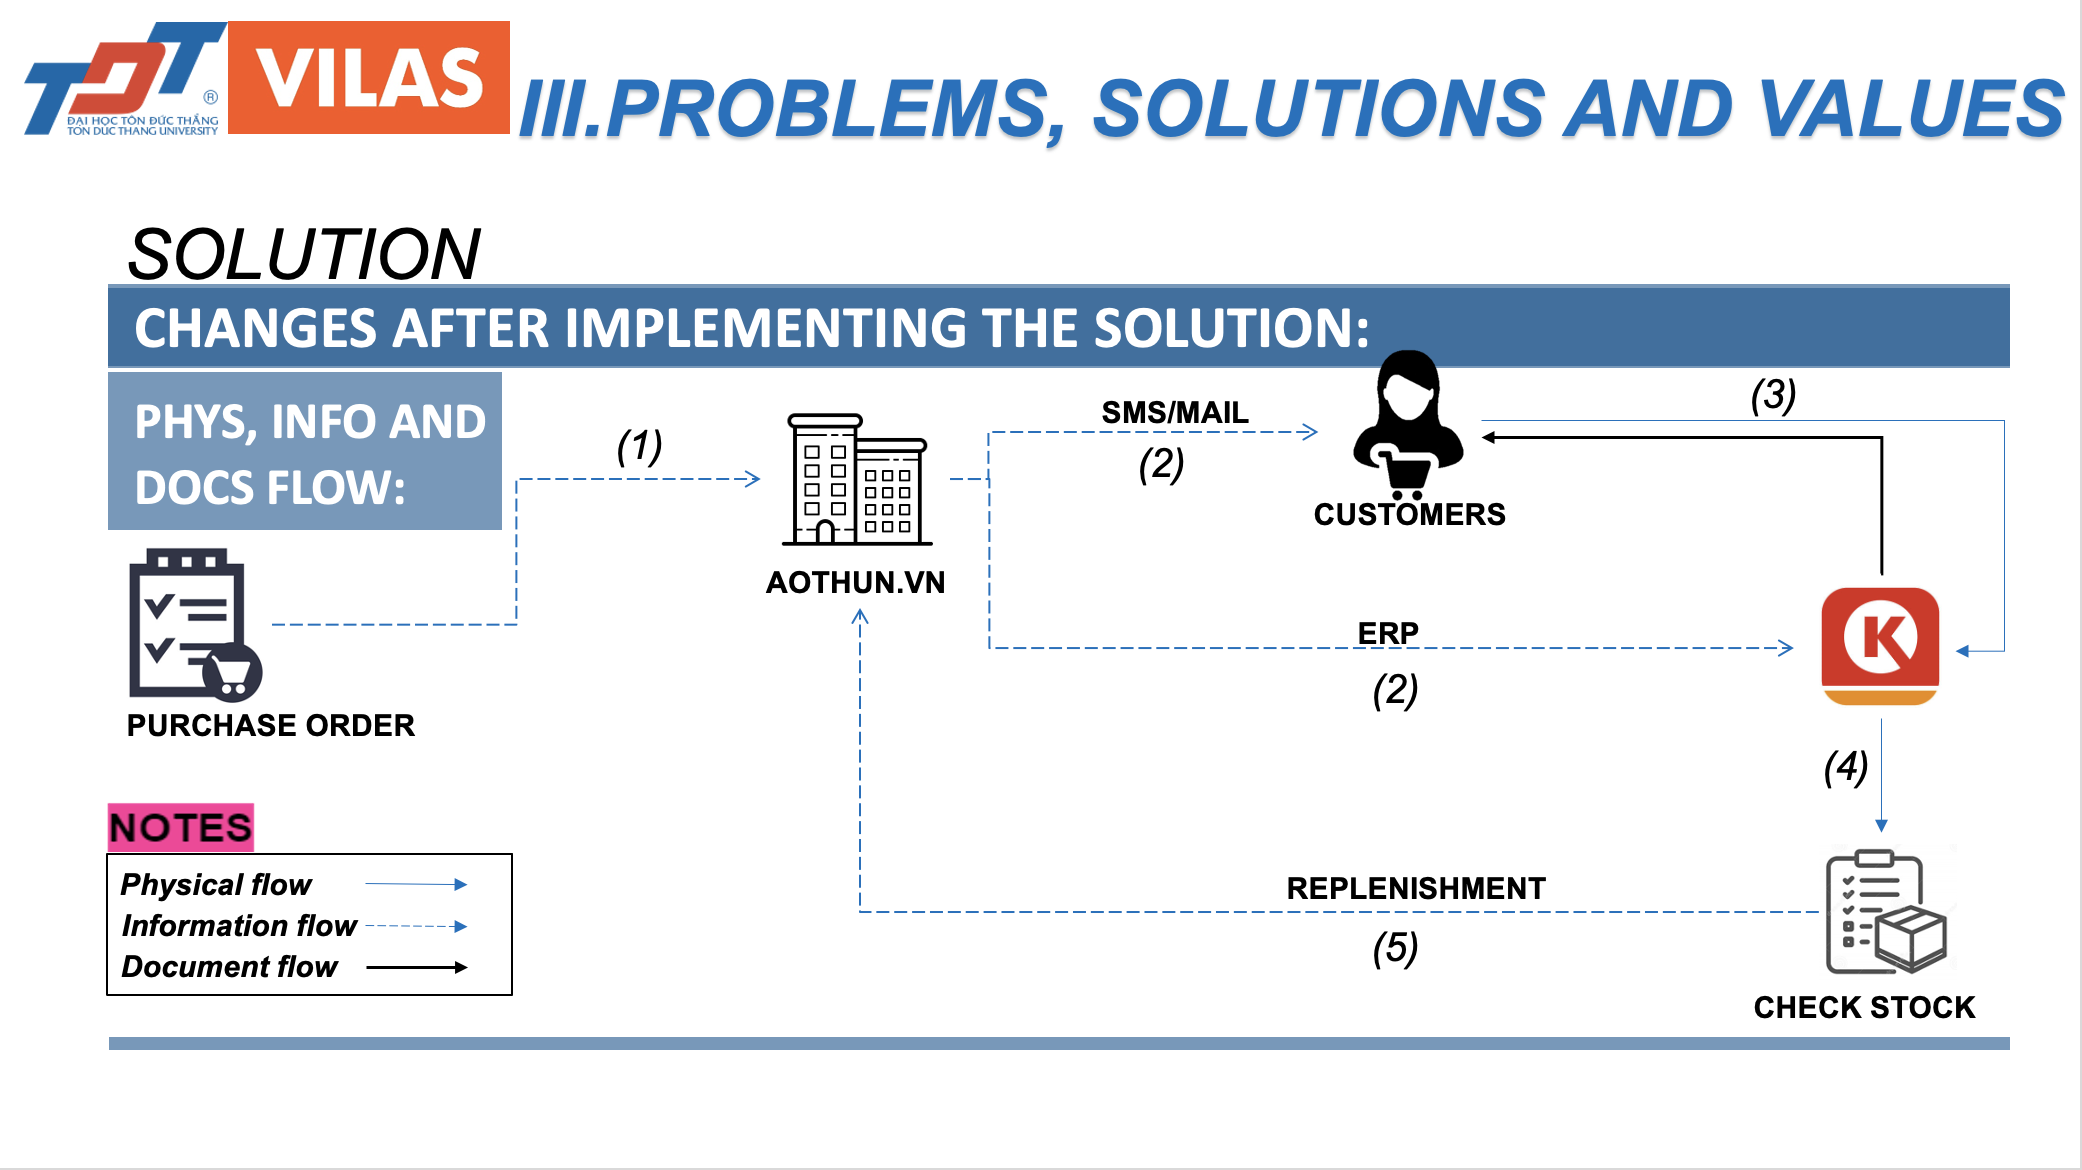 TDT
®
ĐẠI HỌC TÔN ĐỨC THẮNG
TON DUC THANG UNIVERSITY
VILAS
III.PROBLEMS, SOLUTIONS AND VALUES
SOLUTION
CHANGES AFTER IMPLEMENTING THE SOLUTION:
PHYS, INFO AND
DOCS FLOW:
(1)
SMS/MAIL
(2)
(3)
CUSTOMERS
AOTHUN.VN
ERP
(2)
K
PURCHASE ORDER
(4)
NOTES
Physical flow
Information flow
Document flow
REPLENISHMENT
(5)
CHECK STOCK